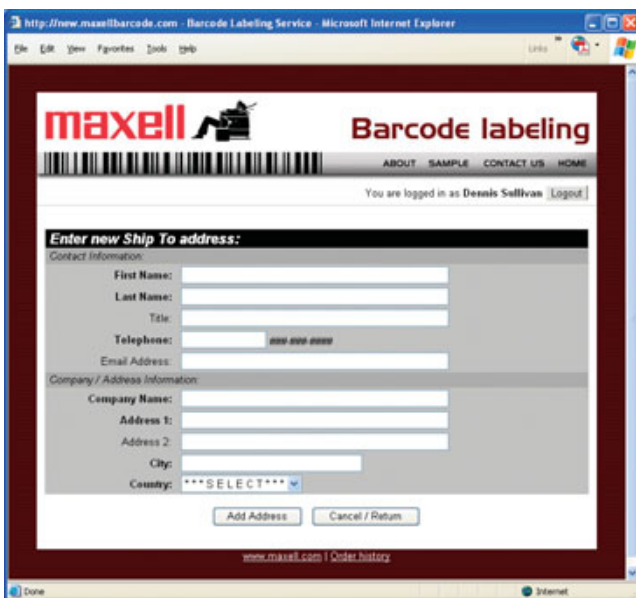 http://new.maxellbarcode.com - Barcode Labeling Service - Microsoft Internet Explorer
File Edit View Favorites Tools Help
Links
maxell
Barcode labeling
ABOUT SAMPLE CONTACT US HOME
You are logged in as Dennis Sullivan Logout
Enter new Ship To address:
Contact Information:
First Name:
Last Name:
Title:
Telephone: ###-###-####
Email Address:
Company / Address Information:
Company Name:
Address 1:
Address 2:
City:
Country: ***SELECT***
Add Address Cancel / Return
www.maxell.com | Order history
Done Internet